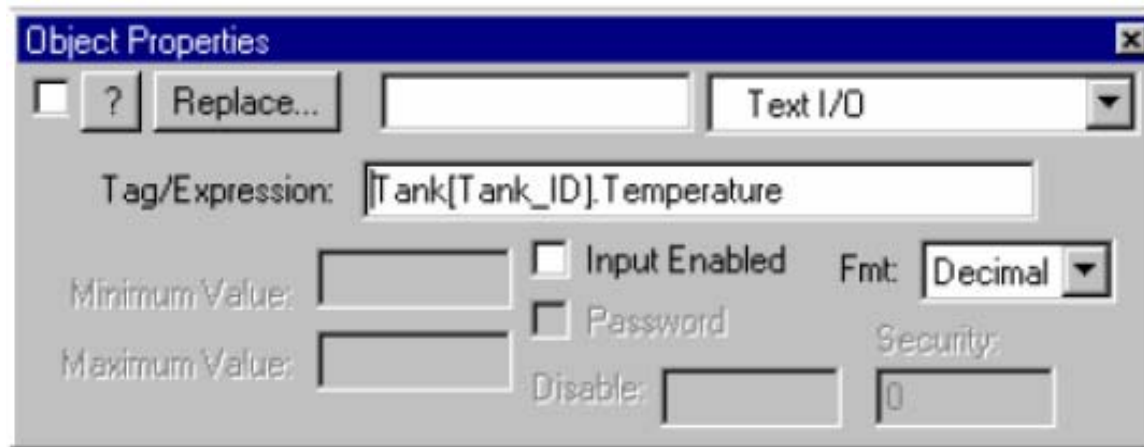 Object Properties
? Replace... Text I/O
Tag/Expression: Tank[Tank_ID].Temperature
Input Enabled Fmt: Decimal
Minimum Value:
Password
Security:
Maximum Value:
Disable: 0